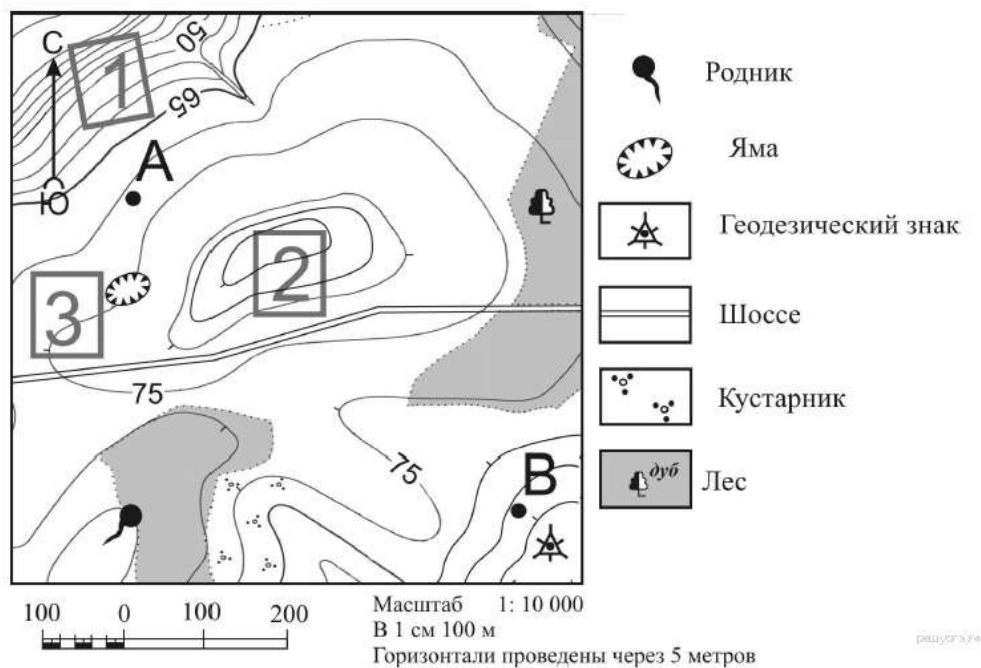 С
50
1
65
А
Ю
2
3
75
75
В
Родник
Яма
Геодезический знак
Шоссе
Кустарник
дуб
Лес
100 0 100 200
Масштаб 1: 10 000
В 1 см 100 м
Горизонтали проведены через 5 метров